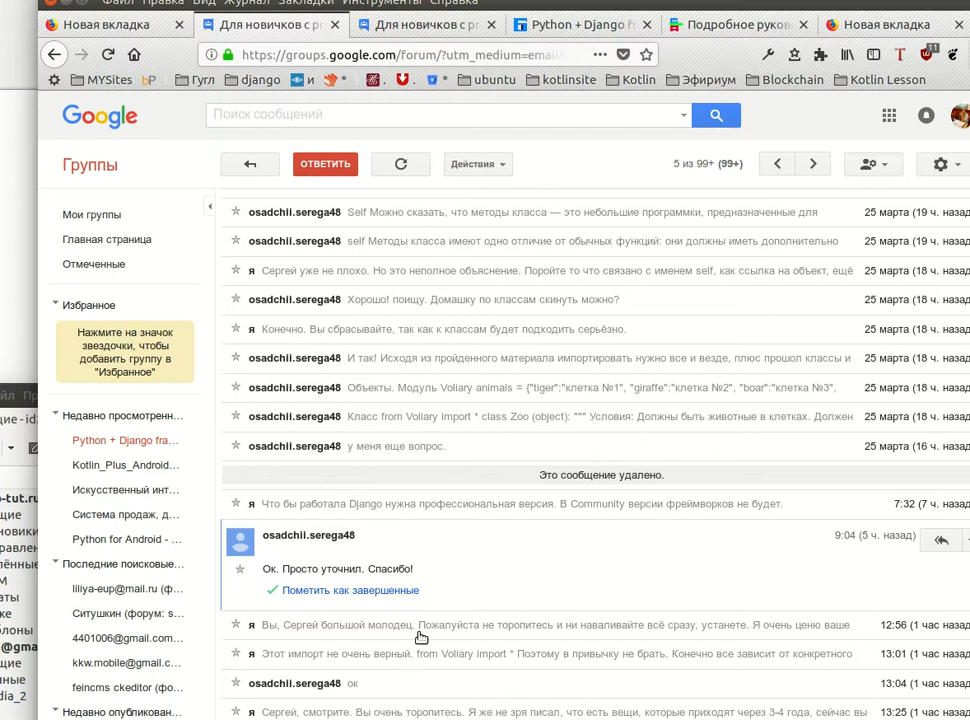 Файл Правка Вид Журнал Закладки Инструменты Справка
Новая вкладка
Для новичков с pr
Для новичков с p
Python + Django fr
Подробное руков
Новая вкладка
https://groups.google.com/forum/?utm_medium=email
11
MYSites bP Гугл django и * * ubuntu kotlinsite Kotlin Эфириум Blockchain Kotlin Lesson
Google
Поиск сообщений
Группы
ОТВЕТИТЬ
Действия
5 из 99+ (99+)
Мои группы
Главная страница
Отмеченные
Избранное
Нажмите на значок
звездочки, чтобы
добавить группу в
"Избранное"
Недавно просмотренн...
Python + Django fra...
Kotlin_Plus_Android...
Искусственный инт...
Система продаж, д...
Python for Android - ...
Последние поисковые...
liliya-eup@mail.ru (ф...
Ситушкин (форум: s...
4401006@gmail.com...
kkw.mobile@gmail.c...
feincms ckeditor (фо...
Недавно опубликован...
osadchii.serega48 Self Можно сказать, что методы класса — это небольшие программки, предназначенные для 25 марта (19 ч. назад
osadchii.serega48 self Методы класса имеют одно отличие от обычных функций: они должны иметь дополнительно 25 марта (19 ч. назад
я Сергей уже не плохо. Но это неполное объяснение. Поройте то что связано с именем self, как ссылка на объект, ещё 25 марта (18 ч. назад
osadchii.serega48 Хорошо! поищу. Домашку по классам скинуть можно? 25 марта (18 ч. назад
я Конечно. Вы сбрасывайте, так как к классам будет подходить серьёзно. 25 марта (18 ч. назад
osadchii.serega48 И так! Исходя из пройденного материала импортировать нужно все и везде, плюс прошол классы и 25 марта (18 ч. назад
osadchii.serega48 Объекты. Модуль Voliary animals = {"tiger":"клетка №1", "giraffe":"клетка №2", "boar":"клетка №3", 25 марта (18 ч. назад
osadchii.serega48 Класс from Voliary import * class Zoo (object): """ Условия: Должны быть животные в клетках. Должен 25 марта (18 ч. назад
osadchii.serega48 у меня еще вопрос. 25 марта (16 ч. назад
Это сообщение удалено.
я Что бы работала Django нужна профессиональная версия. В Community версии фреймворков не будет. 7:32 (7 ч. назад
osadchii.serega48 9:04 (5 ч. назад)
Ок. Просто уточнил. Спасибо!
Пометить как завершенные
я Вы, Сергей большой молодец. Пожалуйста не торопитесь и ни наваливайте всё сразу, устанете. Я очень ценю ваше 12:56 (1 час назад
я Этот импорт не очень верный. from Voliary import * Поэтому в привычку не брать. Конечно все зависит от конкретного 13:01 (1 час назад
osadchii.serega48 ок 13:04 (1 час назад
я Сергей, смотрите. Вы очень торопитесь. Я же не зря писал, что есть вещи, которые приходят через 3-4 года, сейчас вы 13:25 (1 час назад